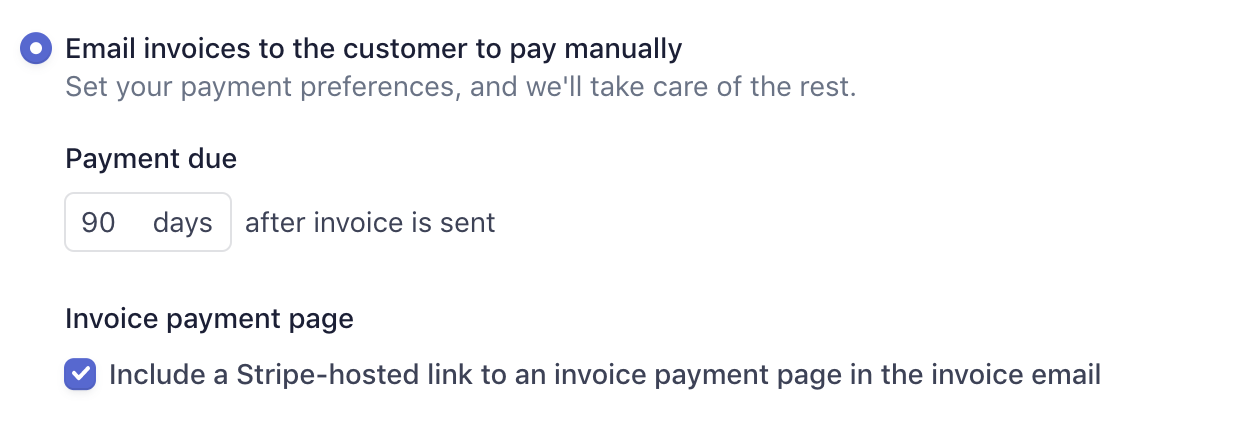 Email invoices to the customer to pay manually
Set your payment preferences, and we'll take care of the rest.
Payment due
90 days after invoice is sent
Invoice payment page
Include a Stripe-hosted link to an invoice payment page in the invoice email